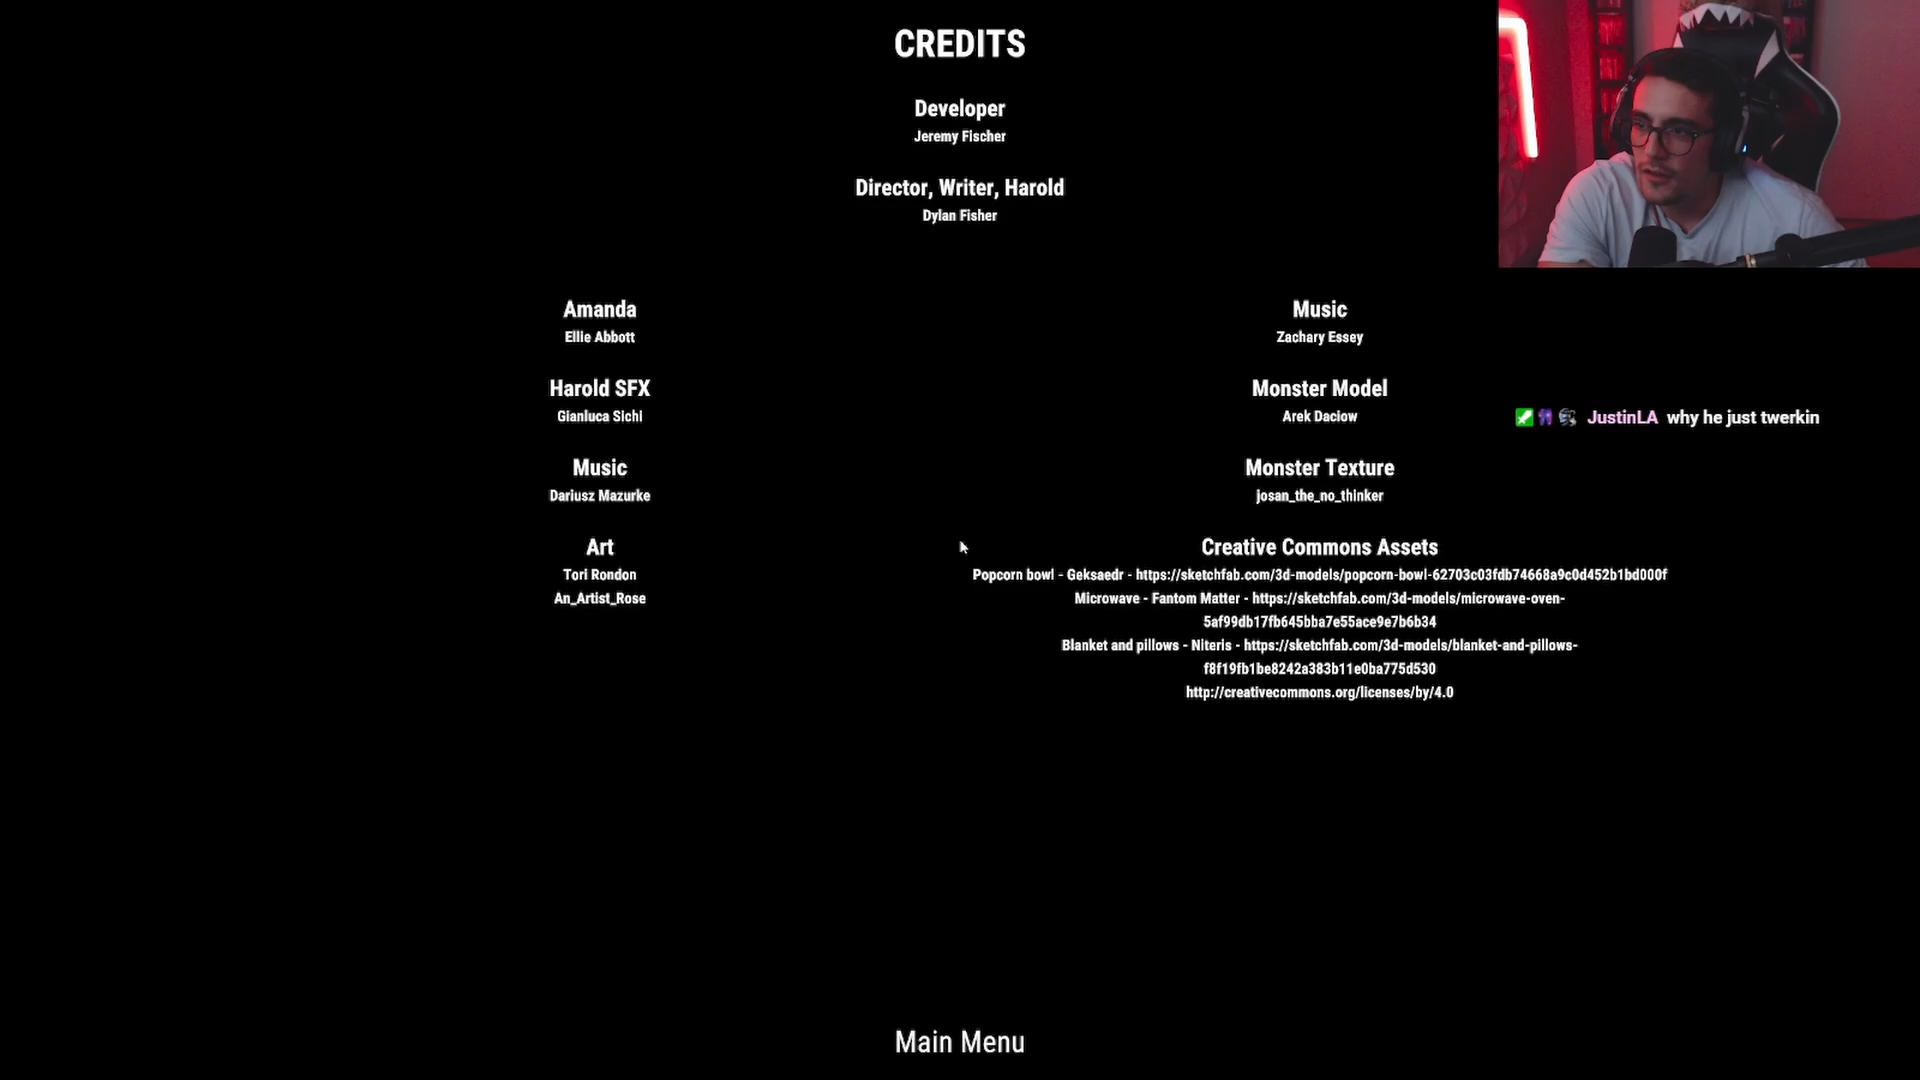 CREDITS
Developer
Jeremy Fischer
Director, Writer, Harold
Dylan Fisher
Amanda
Ellie Abbott
Harold SFX
Gianluca Sichi
Music
Dariusz Mazurke
Art
Tori Rondon
An_Artist_Rose
Music
Zachary Essey
Monster Model
Arek Daciow
Monster Texture
josan_the_no_thinker
Creative Commons Assets
Popcorn bowl - Geksaedr - https://sketchfab.com/3d-models/popcorn-bowl-62703c03fdb74668a9c0d452b1bd000f
Microwave - Fantom Matter - https://sketchfab.com/3d-models/microwave-oven-
5af99db17fb645bba7e55ace9e7b6b34
Blanket and pillows - Niteris - https://sketchfab.com/3d-models/blanket-and-pillows-
f8f19fb1be8242a383b11e0ba775d530
http://creativecommons.org/licenses/by/4.0
JustinLA why he just twerkin
Main Menu